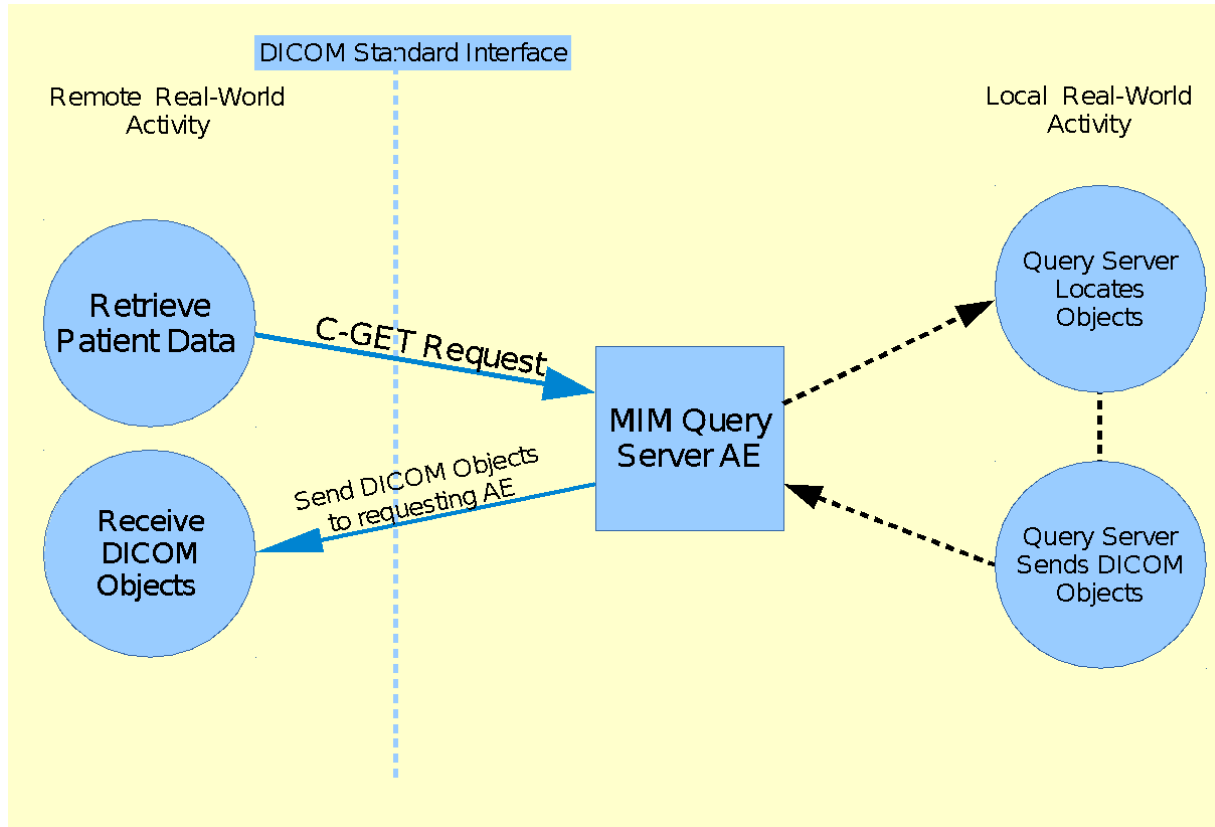 DICOM Standard Interface
Remote Real-World
Activity
Local Real-World
Activity
Retrieve
Patient Data
C-GET Request
Query Server
Locates
Objects
MIM Query
Server AE
Send DICOM Objects
to requesting AE
Receive
DICOM
Objects
Query Server
Sends DICOM
Objects